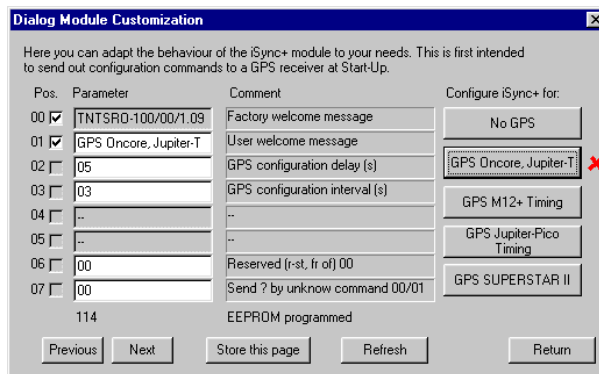 Dialog Module Customization
Here you can adapt the behaviour of the iSync+ module to your needs. This is first intended
to send out configuration commands to a GPS receiver at Start-Up.
Pos. Parameter Comment Configure iSync+ for:
00 TNTSRO-100/00/1.09 Factory welcome message No GPS
01 GPS Oncore, Jupiter-T User welcome message
02 05 GPS configuration delay (s) GPS Oncore, Jupiter-T
03 03 GPS configuration interval (s)
04 -- -- GPS M12+ Timing
05 -- -- GPS Jupiter-Pico
Timing
06 00 Reserved (r-st, fr of) 00
07 00 Send ? by unknow command 00/01 GPS SUPERSTAR II
114 EEPROM programmed
Previous Next Store this page Refresh Return